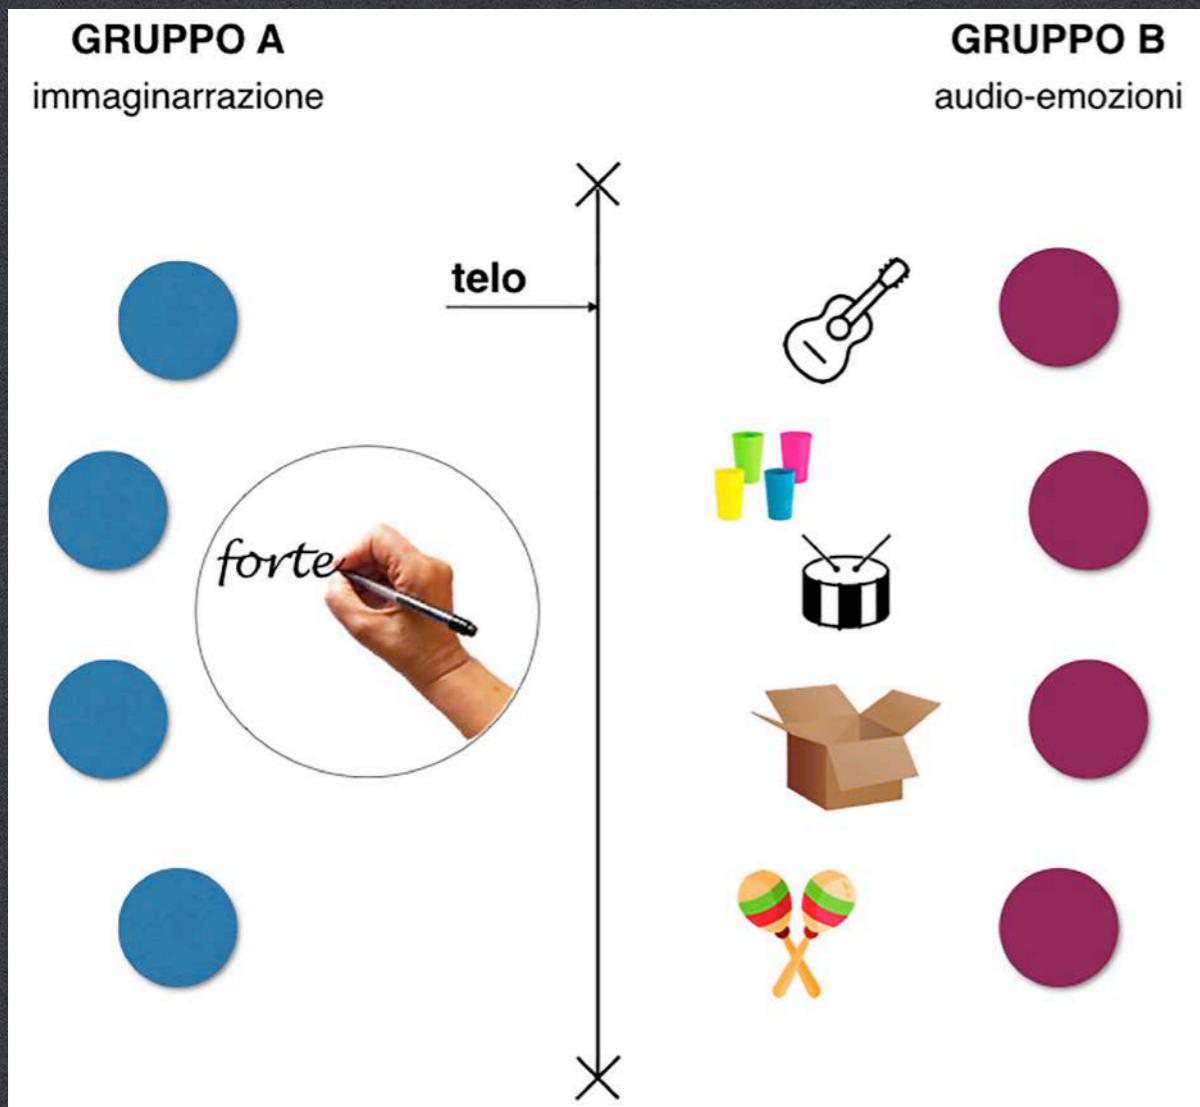 GRUPPO A
immaginarrazione
GRUPPO B
audio-emozioni
telo
forte